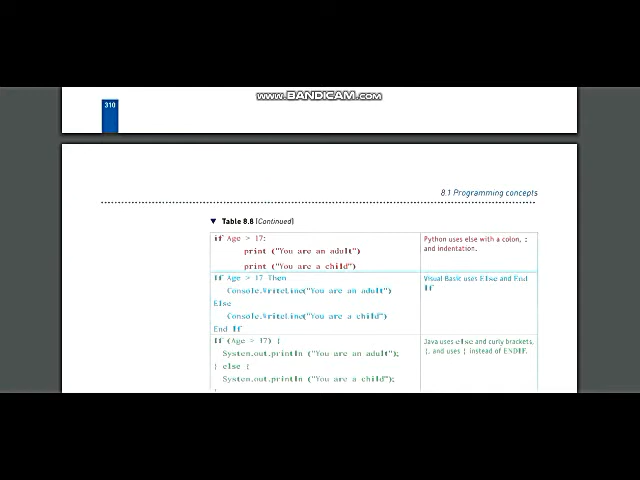 www.BANDICAM.com
310
8.1 Programming concepts
▼ Table 8.8 (Continued)
if Age > 17:
print ("You are an adult")
print ("You are a child")
Python uses else with a colon, :
and indentation.
If Age > 17 Then
Console.WriteLine("You are an adult")
Else
Console.WriteLine("You are a child")
End If
Visual Basic uses Else and End
If
If (Age > 17) {
System.out.println ("You are an adult");
} else {
System.out.println ("You are a child");
Java uses else and curly brackets,
{, and uses } instead of ENDIF.